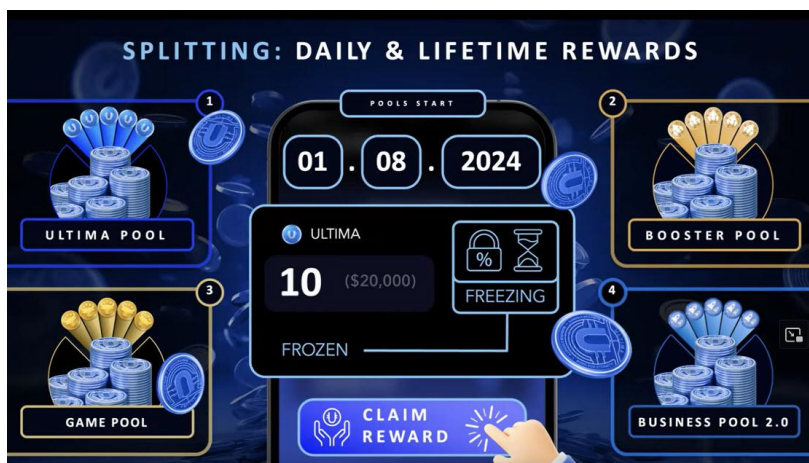 SPLITTING: DAILY & LIFETIME REWARDS
POOLS START
01 . 08 . 2024
1
ULTIMA POOL
2
BOOSTER POOL
ULTIMA
10 ($20,000)
%
FREEZING
FROZEN
3
GAME POOL
4
BUSINESS POOL 2.0
CLAIM
REWARD